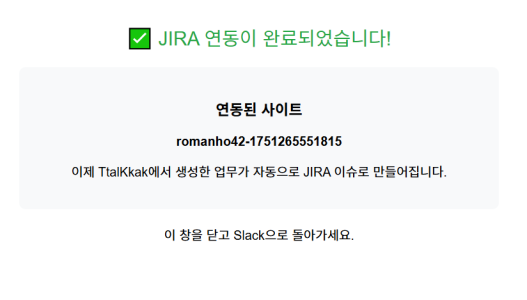 ✅ JIRA 연동이 완료되었습니다!
연동된 사이트
romanho42-1751265551815
이제 TtalKkak에서 생성한 업무가 자동으로 JIRA 이슈로 만들어집니다.
이 창을 닫고 Slack으로 돌아가세요.